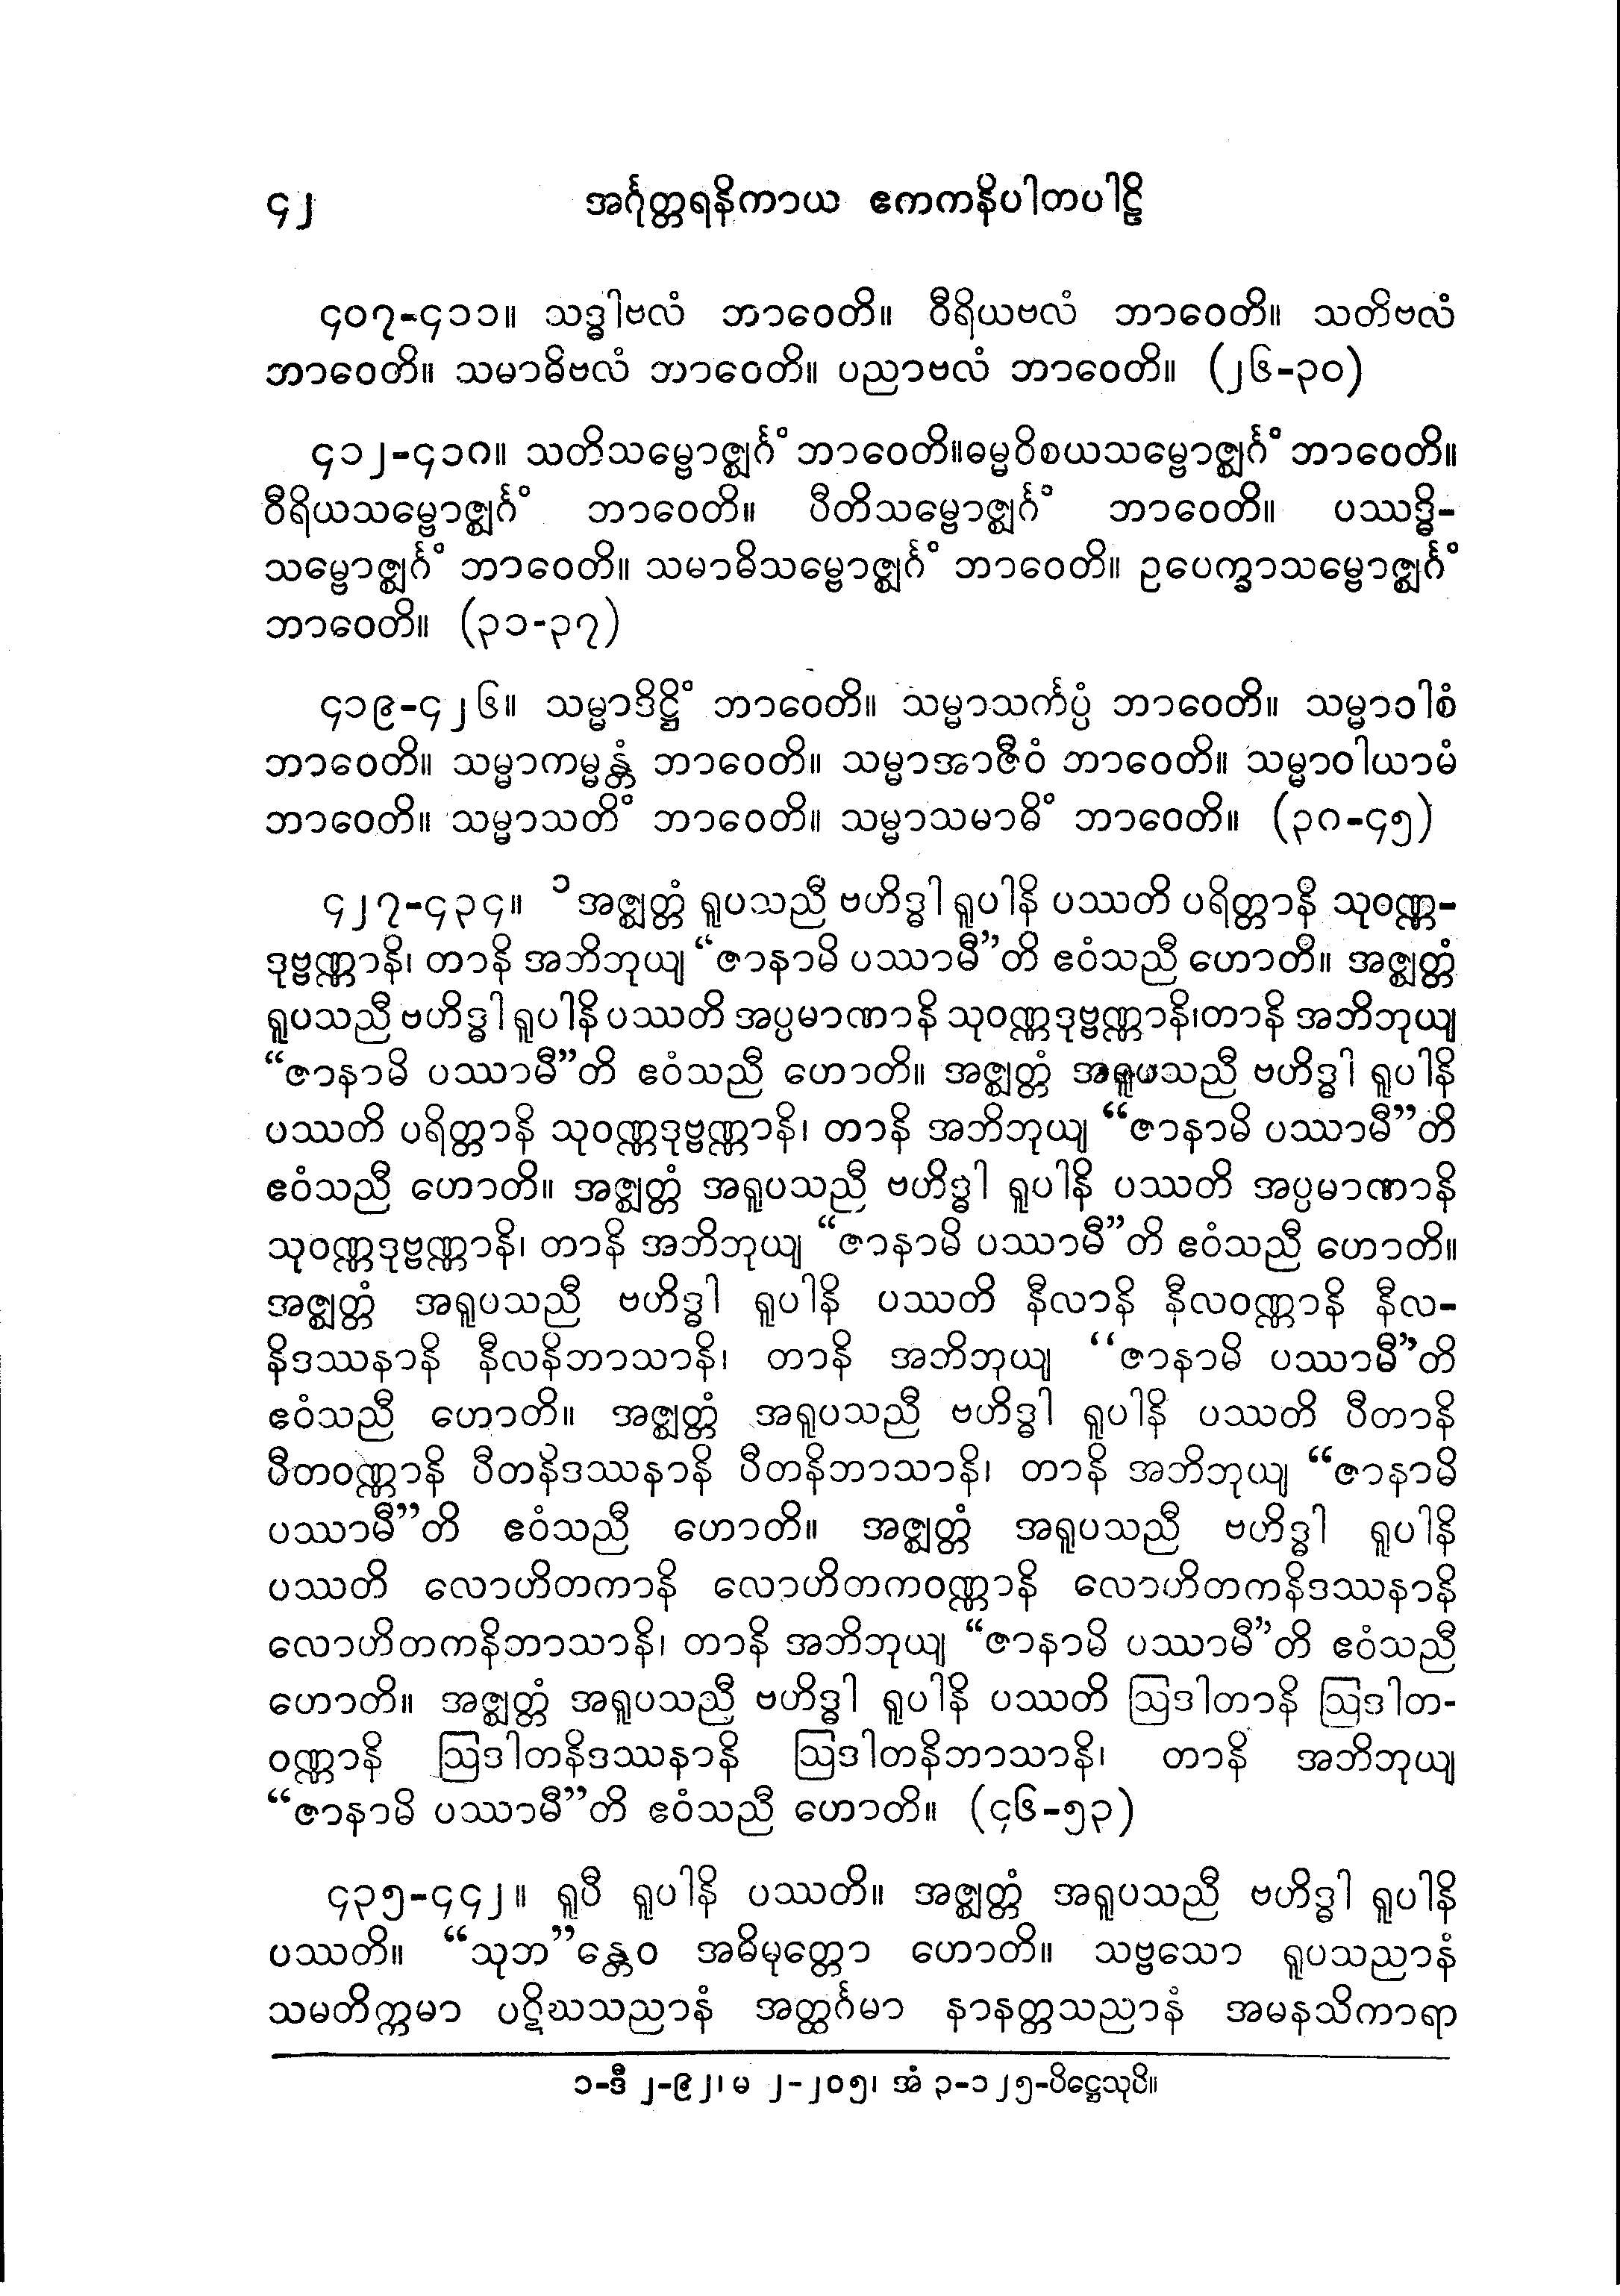 ၄၂ အင်္ဂုတ္တရနိကာယ ဧကကနိပါတပါဠိ
၄၀၇-၄၁၁။ သဒ္ဓါဗလံ ဘာဝေတိ။ ဝီရိယဗလံ ဘာဝေတိ။ သတိဗလံ
ဘာဝေတိ။ သမာဓိဗလံ ဘာဝေတိ။ ပညာဗလံ ဘာဝေတိ။ (၂၆-၃၀)
၄၁၂-၄၁၈။ သတိသမ္ဗောဇ္ဈင်္ဂံ ဘာဝေတိ။ဓမ္မဝိစယသမ္ဗောဇ္ဈင်္ဂံ ဘာဝေတိ။
ဝီရိယသမ္ဗောဇ္ဈင်္ဂံ ဘာဝေတိ။ ပီတိသမ္ဗောဇ္ဈင်္ဂံ ဘာဝေတိ။ ပဿဒ္ဓိ-
သမ္ဗောဇ္ဈင်္ဂံ ဘာဝေတိ။ သမာဓိသမ္ဗောဇ္ဈင်္ဂံ ဘာဝေတိ။ ဥပေက္ခာသမ္ဗောဇ္ဈင်္ဂံ
ဘာဝေတိ။ (၃၁-၃၇)
၄၁၉-၄၂၆။ သမ္မာဒိဋ္ဌိံ ဘာဝေတိ။ သမ္မာသင်္ကပ္ပံ ဘာဝေတိ။ သမ္မာဝါစံ
ဘာဝေတိ။ သမ္မာကမ္မန္တံ ဘာဝေတိ။ သမ္မာအာဇီဝံ ဘာဝေတိ။ သမ္မာဝါယာမံ
ဘာဝေတိ။ သမ္မာသတိံ ဘာဝေတိ။ သမ္မာသမာဓိံ ဘာဝေတိ။ (၃၈-၄၅)
၄၂၇-၄၃၄။ ၁အဇ္ဈတ္တံ ရူပသညီ ဗဟိဒ္ဓါ ရူပါနိ ပဿတိ ပရိတ္တာနိ သုဝဏ္ဏ-
ဒုဗ္ဗဏ္ဏာနိ၊ တာနိ အဘိဘုယျ “ဇာနာမိ ပဿာမီ”တိ ဧဝံသညီ ဟောတိ။ အဇ္ဈတ္တံ
ရူပသညီ ဗဟိဒ္ဓါ ရူပါနိ ပဿတိ အပ္ပမာဏာနိ သုဝဏ္ဏဒုဗ္ဗဏ္ဏာနိ၊တာနိ အဘိဘုယျ
“ဇာနာမိ ပဿာမီ”တိ ဧဝံသညီ ဟောတိ။ အဇ္ဈတ္တံ အရူပသညီ ဗဟိဒ္ဓါ ရူပါနိ
ပဿတိ ပရိတ္တာနိ သုဝဏ္ဏဒုဗ္ဗဏ္ဏာနိ၊ တာနိ အဘိဘုယျ “ဇာနာမိ ပဿာမီ”တိ
ဧဝံသညီ ဟောတိ။ အဇ္ဈတ္တံ အရူပသညီ ဗဟိဒ္ဓါ ရူပါနိ ပဿတိ အပ္ပမာဏာနိ
သုဝဏ္ဏဒုဗ္ဗဏ္ဏာနိ၊ တာနိ အဘိဘုယျ “ဇာနာမိ ပဿာမီ”တိ ဧဝံသညီ ဟောတိ။
အဇ္ဈတ္တံ အရူပသညီ ဗဟိဒ္ဓါ ရူပါနိ ပဿတိ နီလာနိ နီလဝဏ္ဏာနိ နီလ-
နိဒဿနာနိ နီလနိဘာသာနိ၊ တာနိ အဘိဘုယျ “ဇာနာမိ ပဿာမီ”တိ
ဧဝံသညီ ဟောတိ။ အဇ္ဈတ္တံ အရူပသညီ ဗဟိဒ္ဓါ ရူပါနိ ပဿတိ ပီတာနိ
ပီတဝဏ္ဏာနိ ပီတနိဒဿနာနိ ပီတနိဘာသာနိ၊ တာနိ အဘိဘုယျ “ဇာနာမိ
ပဿာမီ”တိ ဧဝံသညီ ဟောတိ။ အဇ္ဈတ္တံ အရူပသညီ ဗဟိဒ္ဓါ ရူပါနိ
ပဿတိ လောဟိတကာနိ လောဟိတကဝဏ္ဏာနိ လောဟိတကနိဒဿနာနိ
လောဟိတကနိဘာသာနိ၊ တာနိ အဘိဘုယျ “ဇာနာမိ ပဿာမီ”တိ ဧဝံသညီ
ဟောတိ။ အဇ္ဈတ္တံ အရူပသညီ ဗဟိဒ္ဓါ ရူပါနိ ပဿတိ ဩဒါတာနိ ဩဒါတ-
ဝဏ္ဏာနိ ဩဒါတနိဒဿနာနိ ဩဒါတနိဘာသာနိ၊ တာနိ အဘိဘုယျ
“ဇာနာမိ ပဿာမီ”တိ ဧဝံသညီ ဟောတိ။ (၄၆-၅၃)
၄၃၅-၄၄၂။ ရူပီ ရူပါနိ ပဿတိ။ အဇ္ဈတ္တံ အရူပသညီ ဗဟိဒ္ဓါ ရူပါနိ
ပဿတိ။ “သုဘ”န္တေဝ အဓိမုတ္တော ဟောတိ။ သဗ္ဗသော ရူပသညာနံ
သမတိက္ကမာ ပဋိဃသညာနံ အတ္ထင်္ဂမာ နာနတ္တသညာနံ အမနသိကာရာ
၁-ဒီ ၂-၉၂၊ မ ၂-၂၀၅၊ အံ ၃-၁၂၅-ပိဋ္ဌေသုပိ။